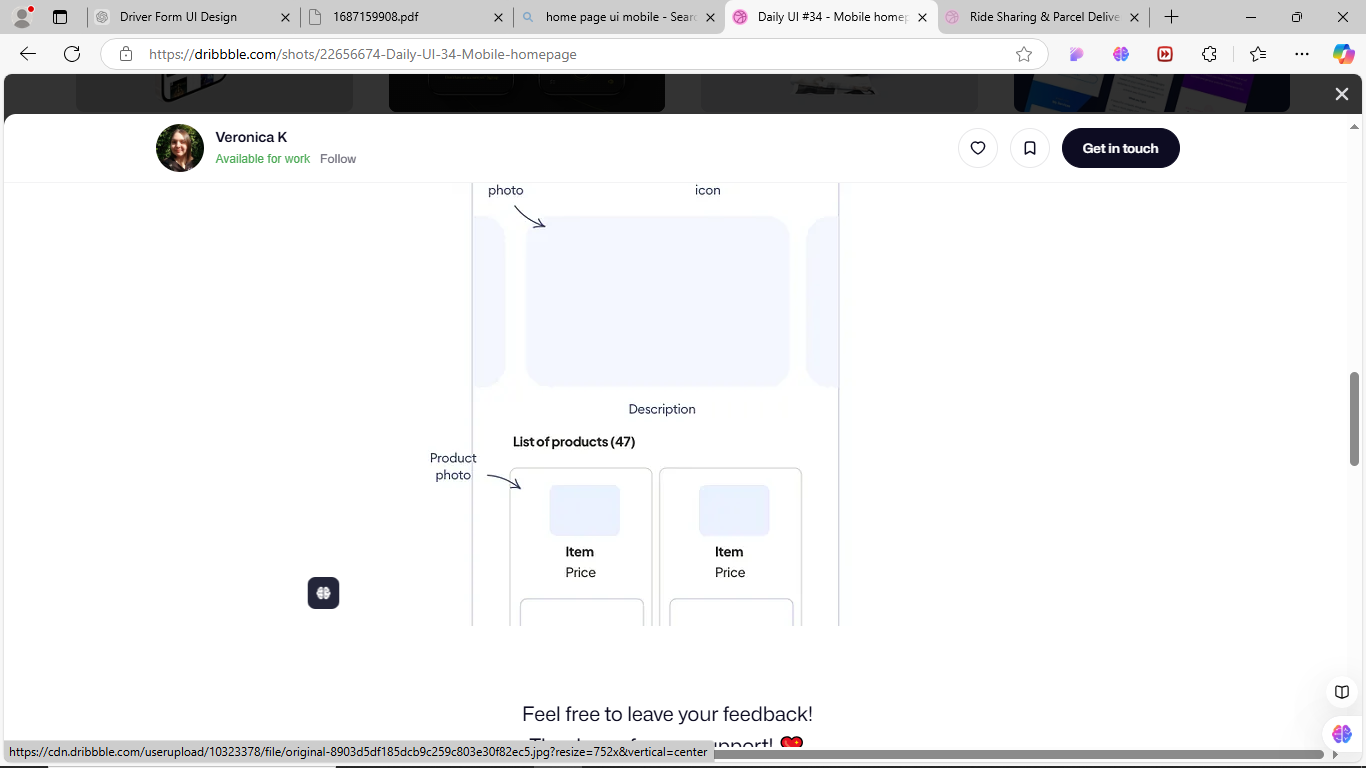 Driver Form UI Design
1687159908.pdf
home page ui mobile - Sear
Daily UI #34 - Mobile homep
Ride Sharing & Parcel Delive
https://dribbble.com/shots/22656674-Daily-UI-34-Mobile-homepage
Veronica K
Available for work Follow
Get in touch
photo
icon
Description
List of products (47)
Product
photo
Item
Price
Item
Price
Feel free to leave your feedback!
https://cdn.dribbble.com/userupload/10323378/file/original-8903d5df185dcb9c259c803e30f82ec5.jpg?resize=752x&vertical=center